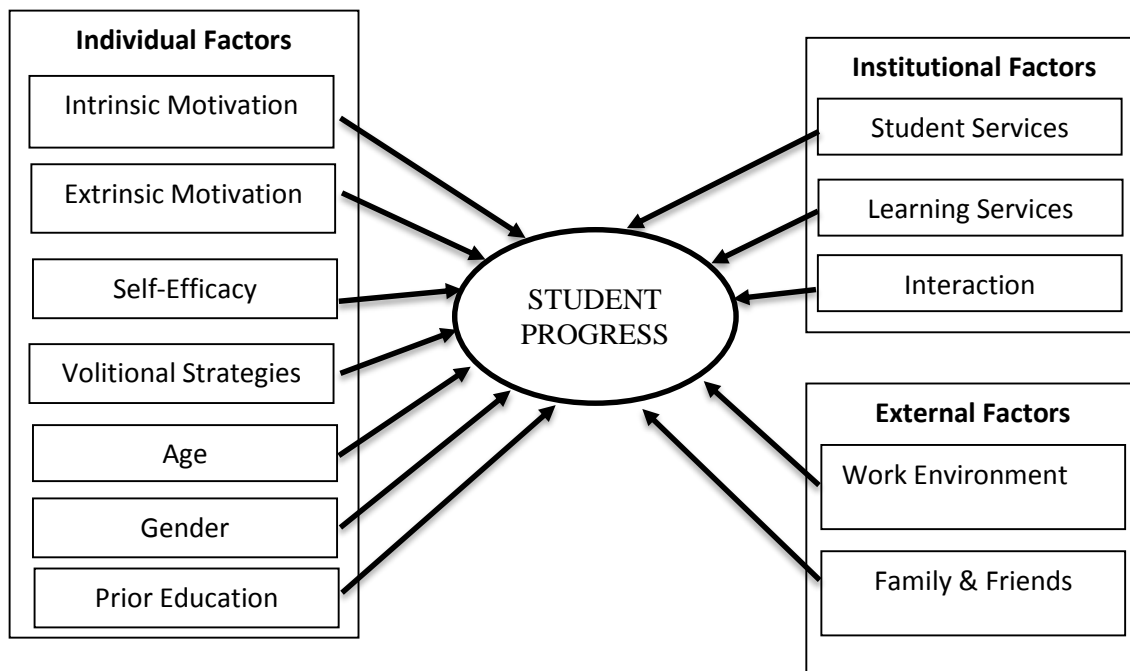 Individual Factors
Intrinsic Motivation
Extrinsic Motivation
Self-Efficacy
Volitional Strategies
Age
Gender
Prior Education
STUDENT
PROGRESS
Institutional Factors
Student Services
Learning Services
Interaction
External Factors
Work Environment
Family & Friends